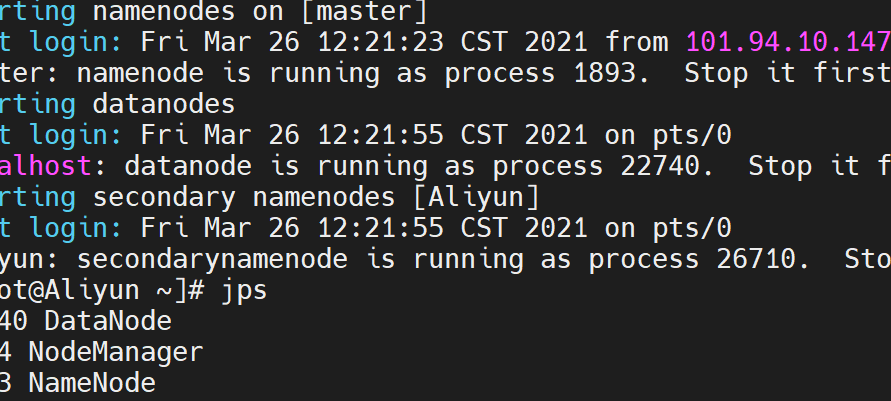 rting namenodes on [master]
t login: Fri Mar 26 12:21:23 CST 2021 from 101.94.10.147
ter: namenode is running as process 1893.  Stop it first
rting datanodes
t login: Fri Mar 26 12:21:55 CST 2021 on pts/0
alhost: datanode is running as process 22740.  Stop it f
rting secondary namenodes [Aliyun]
t login: Fri Mar 26 12:21:55 CST 2021 on pts/0
yun: secondarynamenode is running as process 26710.  Sto
ot@Aliyun ~]# jps
40 DataNode
4 NodeManager
3 NameNode